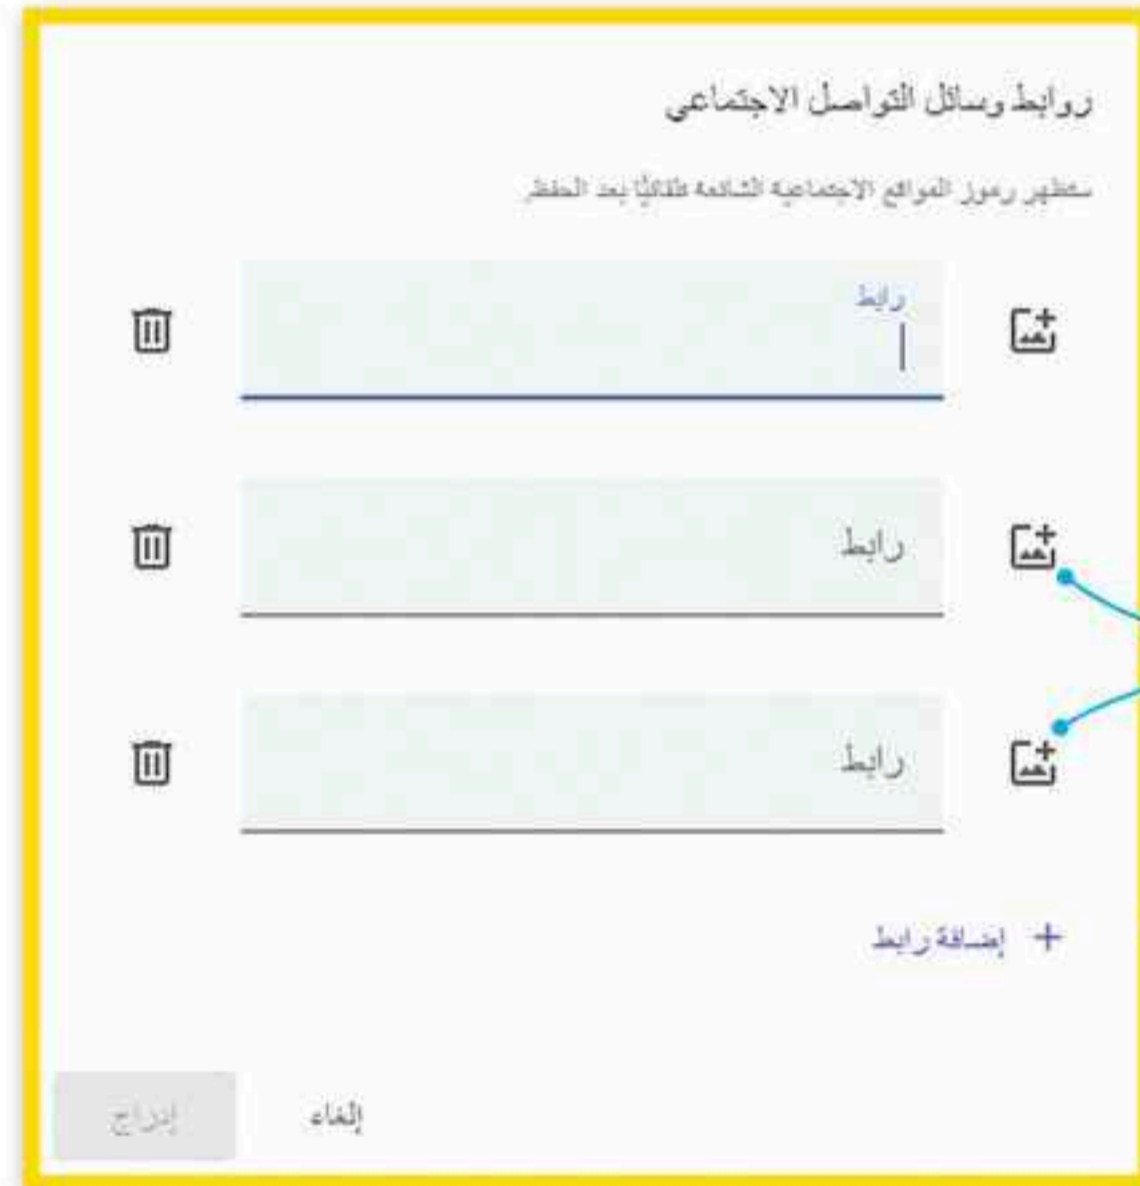 روابط وسائل التواصل الاجتماعي
ستظهر رموز المواقع الاجتماعية الشائعة تلقائيًا بعد الحفظ
رابط
رابط
رابط
+ إضافة رابط
إلغاء
إدراج